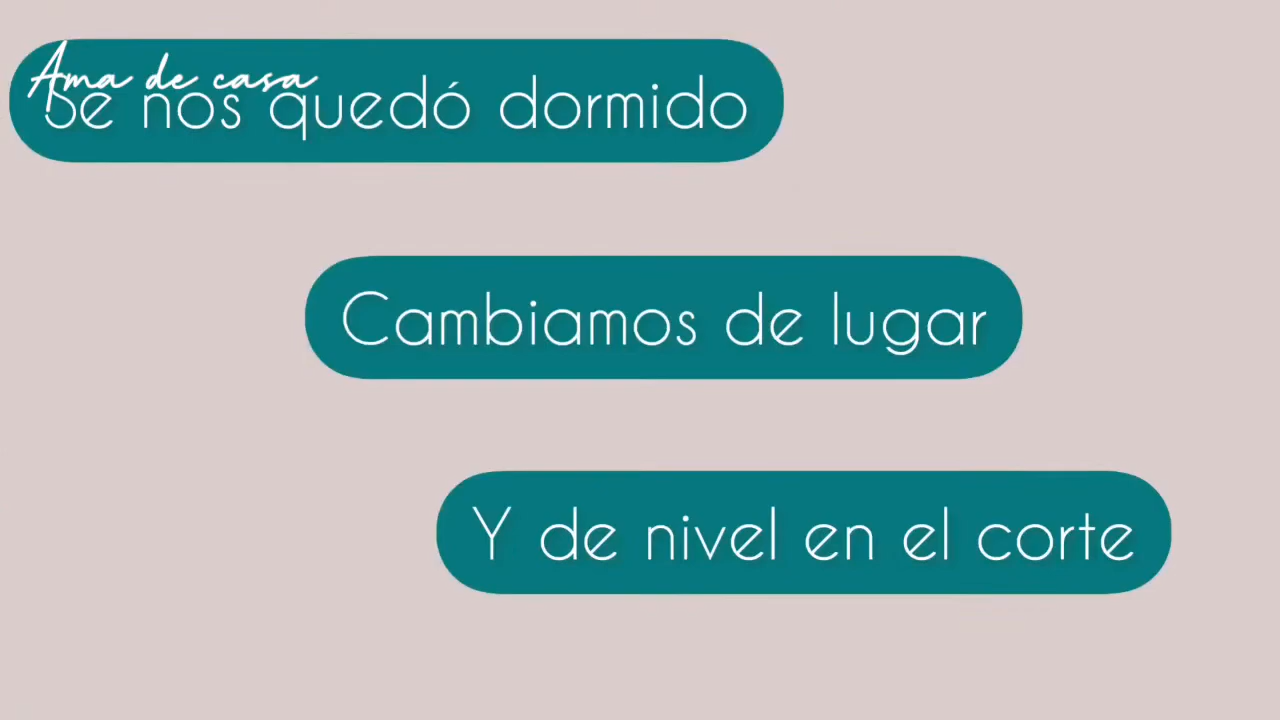 Ama de casa
Se nos quedó dormido
Cambiamos de lugar
Y de nivel en el corte